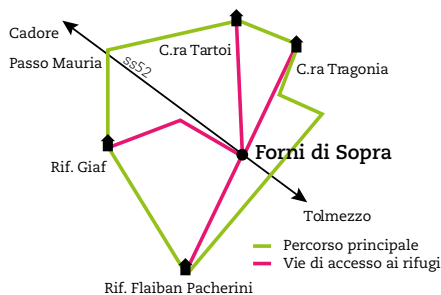 Cadore
Passo Mauria
ss52
C.ra Tartoi
C.ra Tragonia
Forni di Sopra
Rif. Giaf
Tolmezzo
Percorso principale
Vie di accesso ai rifugi
Rif. Flaiban Pacherini